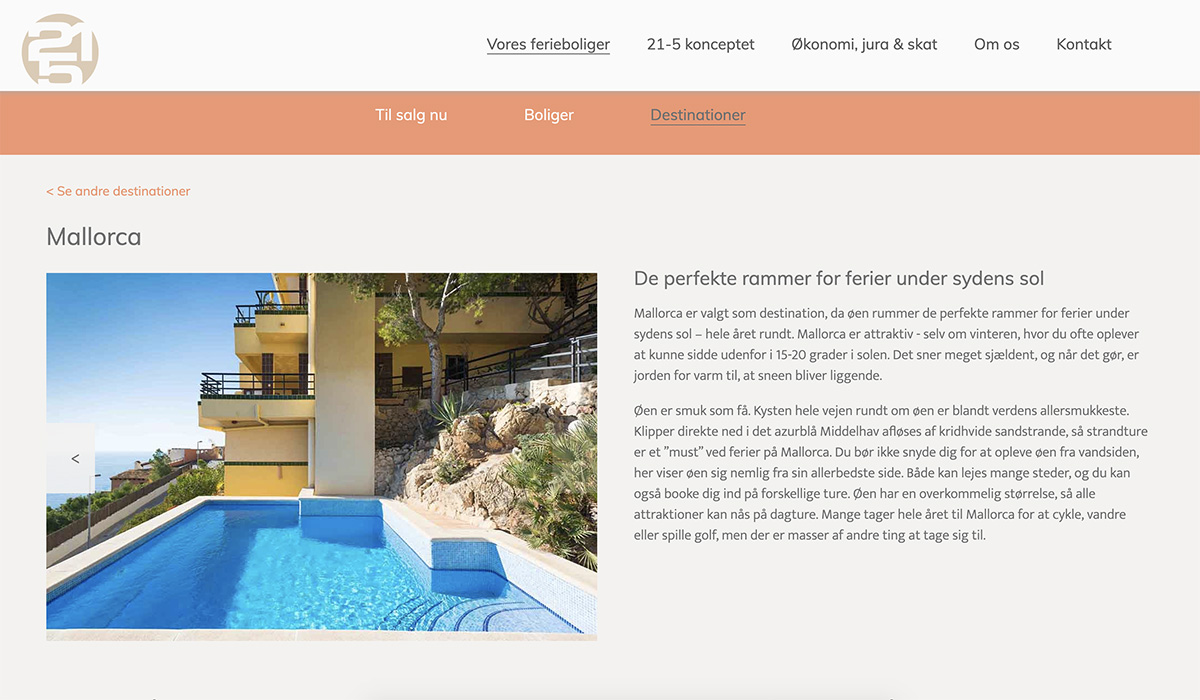 21
5
Vores ferieboliger
21-5 konceptet
Økonomi, jura & skat
Om os
Kontakt
Til salg nu
Boliger
Destinationer
< Se andre destinationer
Mallorca
<
De perfekte rammer for ferier under sydens sol
Mallorca er valgt som destination, da øen rummer de perfekte rammer for ferier under
sydens sol – hele året rundt. Mallorca er attraktiv - selv om vinteren, hvor du ofte oplever
at kunne sidde udenfor i 15-20 grader i solen. Det sner meget sjældent, og når det gør, er
jorden for varm til, at sneen bliver liggende.
Øen er smuk som få. Kysten hele vejen rundt om øen er blandt verdens allersmukkeste.
Klipper direkte ned i det azurblå Middelhav afløses af kridhvide sandstrande, så strandture
er et ”must” ved ferier på Mallorca. Du bør ikke snyde dig for at opleve øen fra vandsiden,
her viser øen sig nemlig fra sin allerbedste side. Både kan lejes mange steder, og du kan
også booke dig ind på forskellige ture. Øen har en overkommelig størrelse, så alle
attraktioner kan nås på dagture. Mange tager hele året til Mallorca for at cykle, vandre
eller spille golf, men der er masser af andre ting at tage sig til.